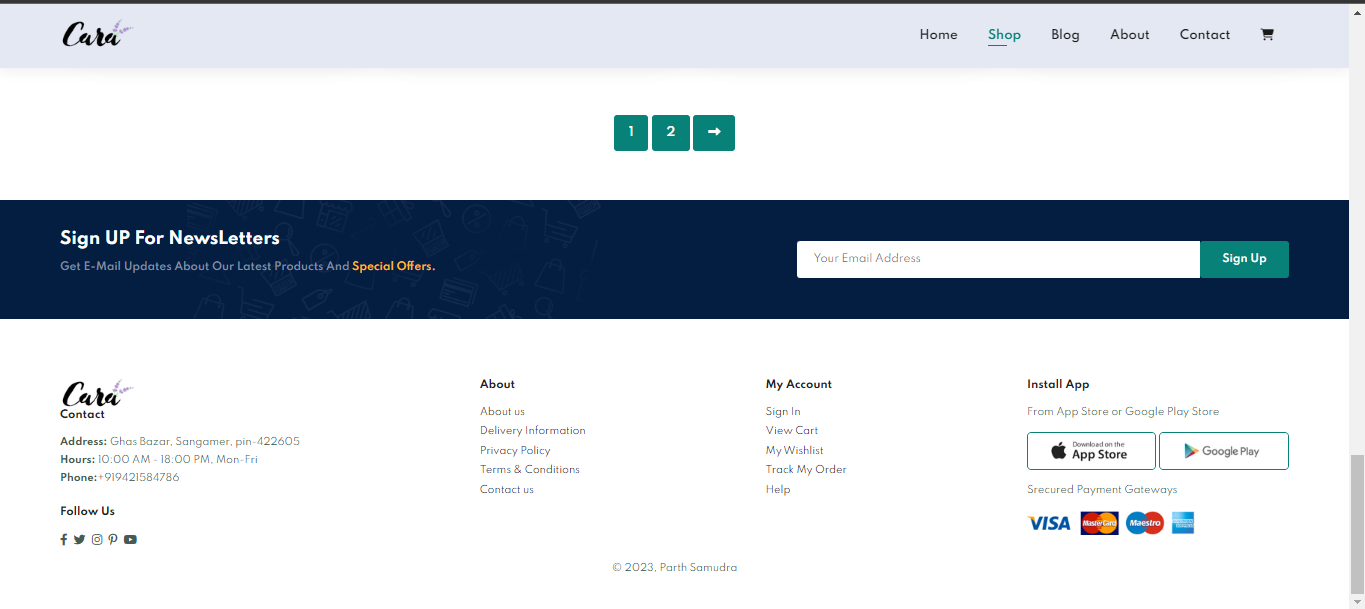 Cara
Home Shop Blog About Contact
1 2
Sign UP For NewsLetters
Get E-Mail Updates About Our Latest Products And Special Offers.
Your Email Address
Sign Up
Cara
Contact
Address: Ghas Bazar, Sangamer, pin-422605
Hours: 10:00 AM - 18:00 PM, Mon-Fri
Phone:+919421584786
Follow Us
About
About us
Delivery Information
Privacy Policy
Terms & Conditions
Contact us
My Account
Sign In
View Cart
My Wishlist
Track My Order
Help
Install App
From App Store or Google Play Store
Download on the
App Store
Google Play
Srecured Payment Gateways
VISA MasterCard Maestro
© 2023, Parth Samudra